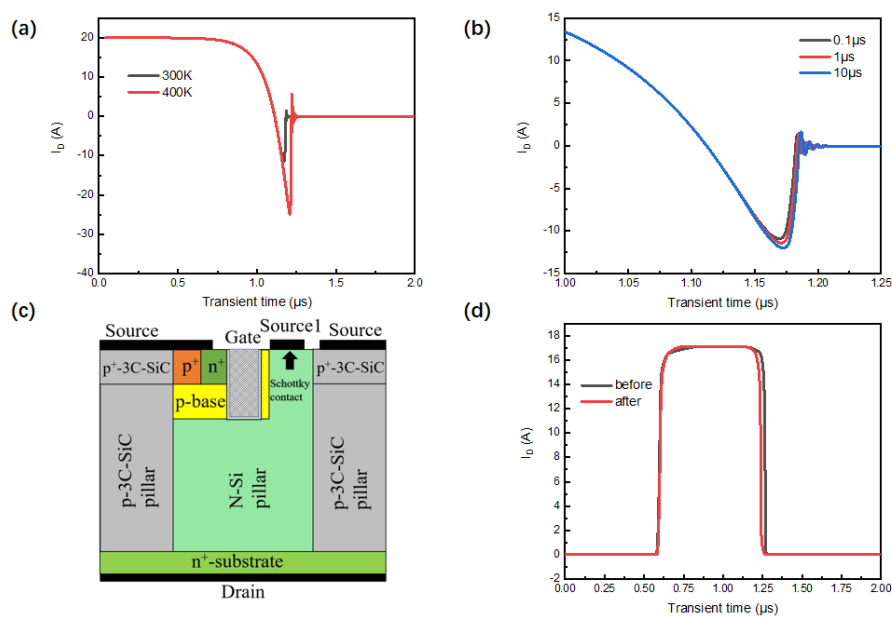 (a)
20
10
0
-10
-20
-30
-40
I_D (A)
300K
400K
0.0
0.5
1.0
1.5
2.0
Transient time (μs)
(b)
15
10
5
0
-5
-10
-15
I_D (A)
0.1μs
1μs
10μs
1.00
1.05
1.10
1.15
1.20
1.25
Transient time (μs)
(c)
Source
Gate
Source1
Source
p⁺-3C-SiC
p⁺
n⁺
p⁺-3C-SiC
Schottky
contact
p-base
p-3C-SiC
pillar
N-Si
pillar
p-3C-SiC
pillar
n⁺-substrate
Drain
(d)
18
16
14
12
10
8
6
4
2
0
-2
I_D (A)
before
after
0.00
0.25
0.50
0.75
1.00
1.25
1.50
1.75
2.00
Transient time (μs)